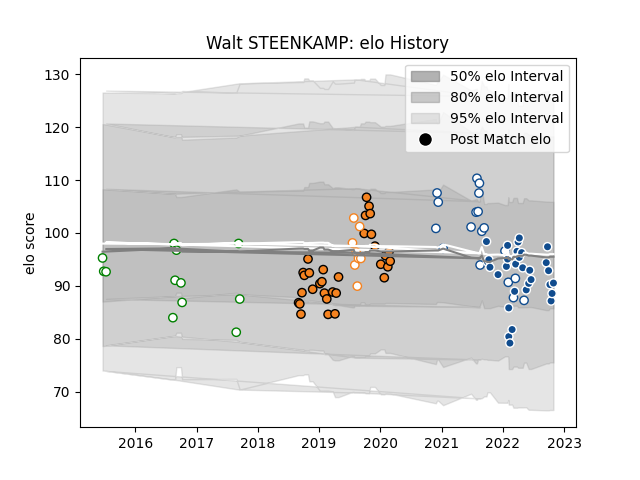 Walt STEENKAMP: elo History
130
120
110
100
90
80
70
elo score
50% elo Interval
80% elo Interval
95% elo Interval
Post Match elo
2016
2017
2018
2019
2020
2021
2022
2023